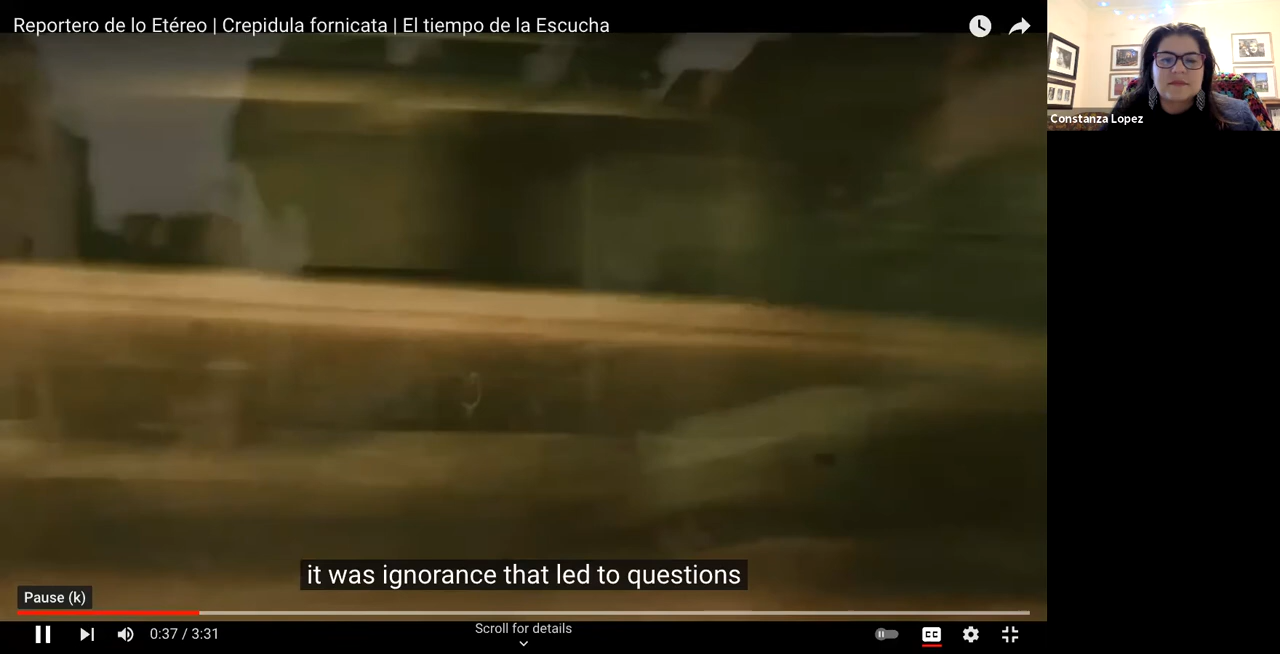 Reportero de lo Etéreo | Crepidula fornicata | El tiempo de la Escucha
Constanza Lopez
it was ignorance that led to questions
Pause (k)
0:37 / 3:31
Scroll for details
CC